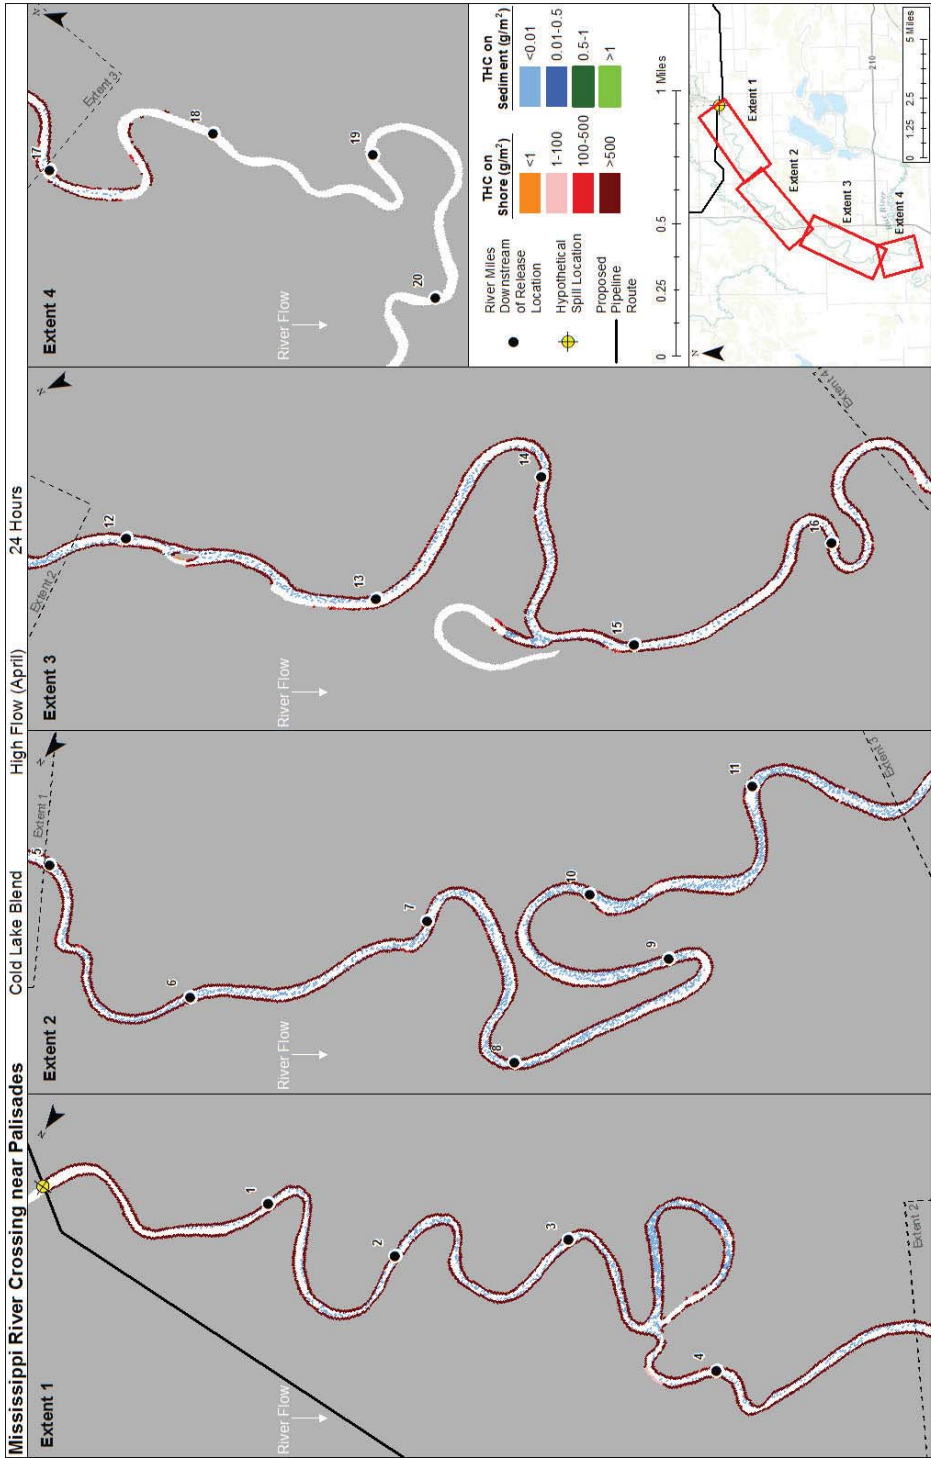 Mississippi River Crossing near Palisades Cold Lake Blend High Flow (April) 24 Hours
Extent 1
N
River Flow
1
2
3
4
Extent 2
Extent 2
N
Extent 1
River Flow
5
6
7
8
9
10
11
Extent 3
Extent 3
N
Extent 2
River Flow
12
13
14
15
16
Extent 4
Extent 4
N
Extent 3
River Flow
17
18
19
20
River Miles
Downstream
of Release
Location
Hypothetical
Spill Location
Proposed
Pipeline
Route
THC on
Shore (g/m²)
<1
1-100
100-500
>500
THC on
Sediment (g/m²)
<0.01
0.01-0.5
0.5-1
>1
0 0.25 0.5 1 Miles
N
Extent 1
Extent 2
Extent 3
Extent 4
210
0 1.25 2.5 5 Miles